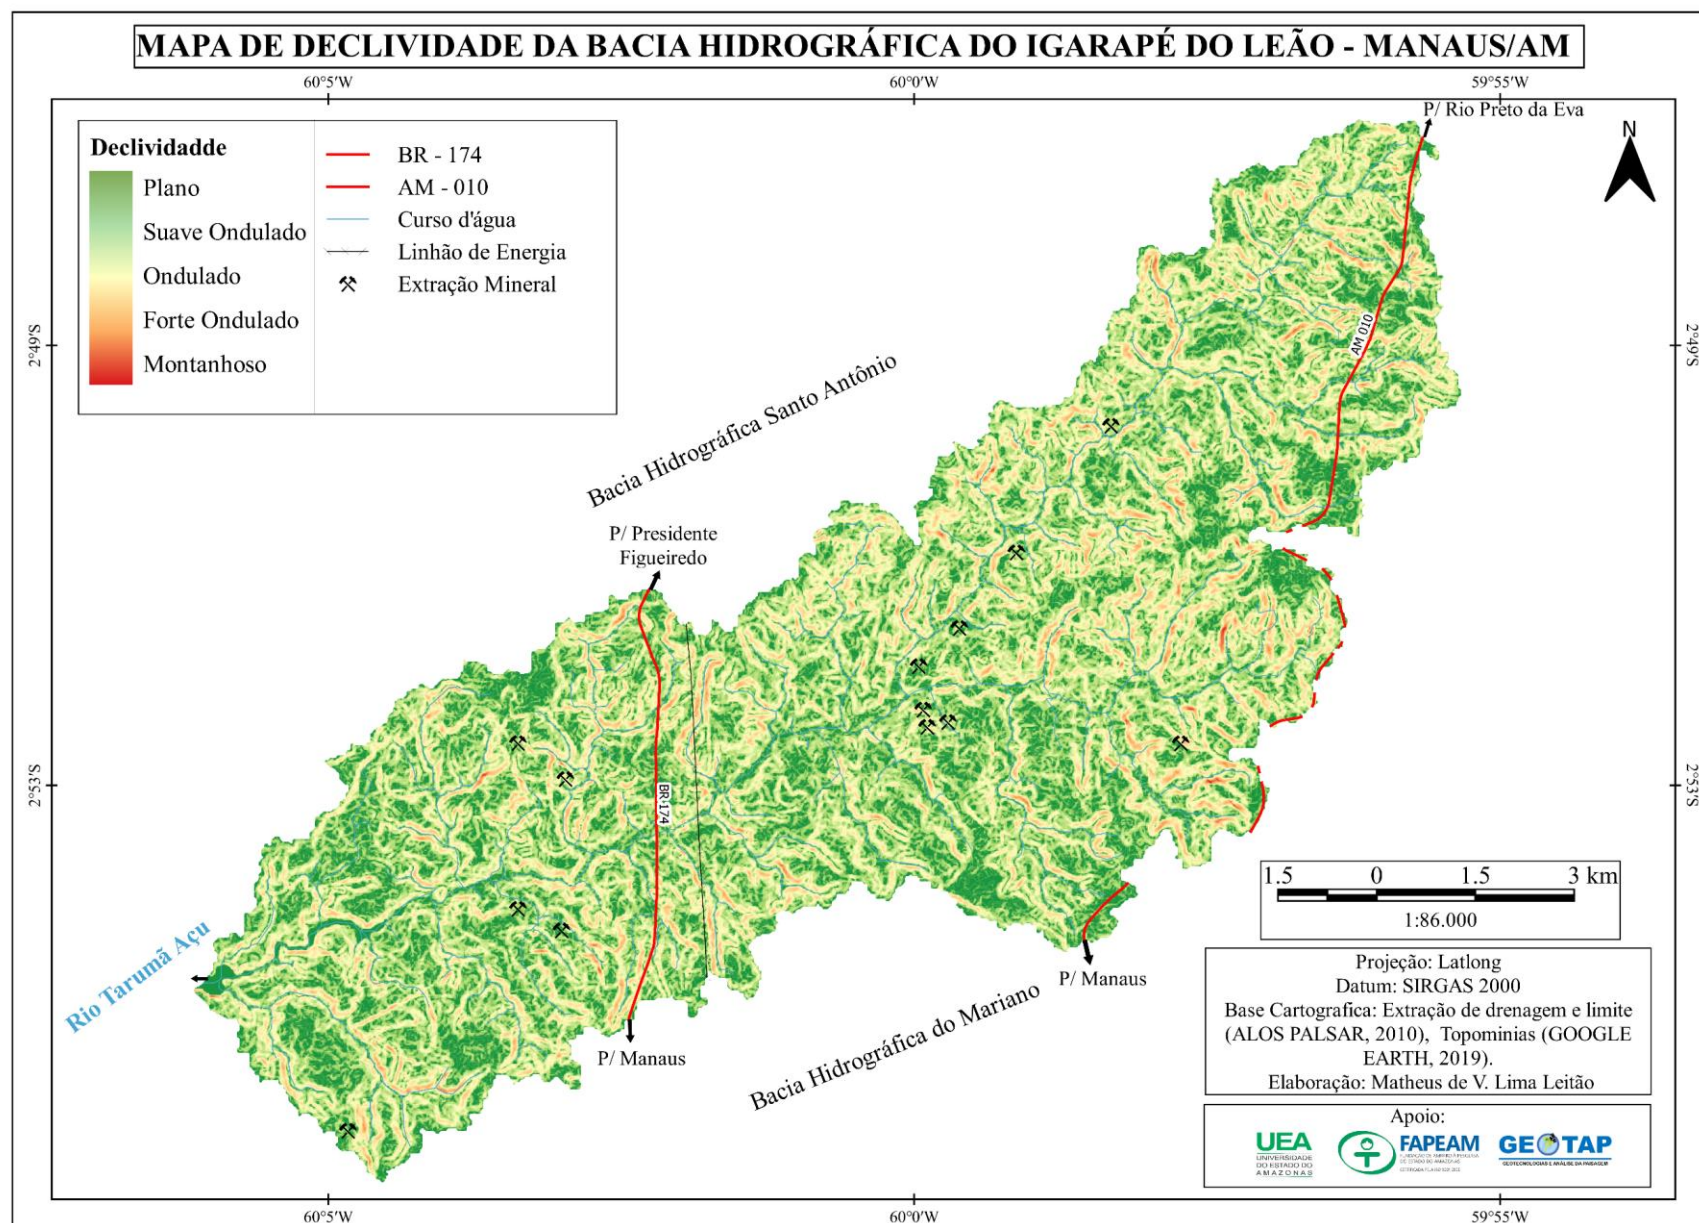 MAPA DE DECLIVIDADE DA BACIA HIDROGRÁFICA DO IGARAPÉ DO LEÃO - MANAUS/AM
60°5'W
60°0'W
59°55'W
P/ Rio Preto da Eva
N
Declividadde
Plano
Suave Ondulado
Ondulado
Forte Ondulado
Montanhoso
BR - 174
AM - 010
Curso d'água
Linhão de Energia
Extração Mineral
2°49'S
2°49'S
AM 010
Bacia Hidrográfica Santo Antônio
P/ Presidente
Figueiredo
2°53'S
2°53'S
BR-174
Rio Tarumã Açu
P/ Manaus
P/ Manaus
Bacia Hidrográfica do Mariano
1.5 0 1.5 3 km
1:86.000
Projeção: Latlong
Datum: SIRGAS 2000
Base Cartografica: Extração de drenagem e limite
(ALOS PALSAR, 2010), Topominias (GOOGLE
EARTH, 2019).
Elaboração: Matheus de V. Lima Leitão
Apoio:
UEA
UNIVERSIDADE
DO ESTADO DO
AMAZONAS
FAPEAM
GEOTAP
GEOTECNOLOGIAS E ANÁLISE DA PAISAGEM
60°5'W
60°0'W
59°55'W